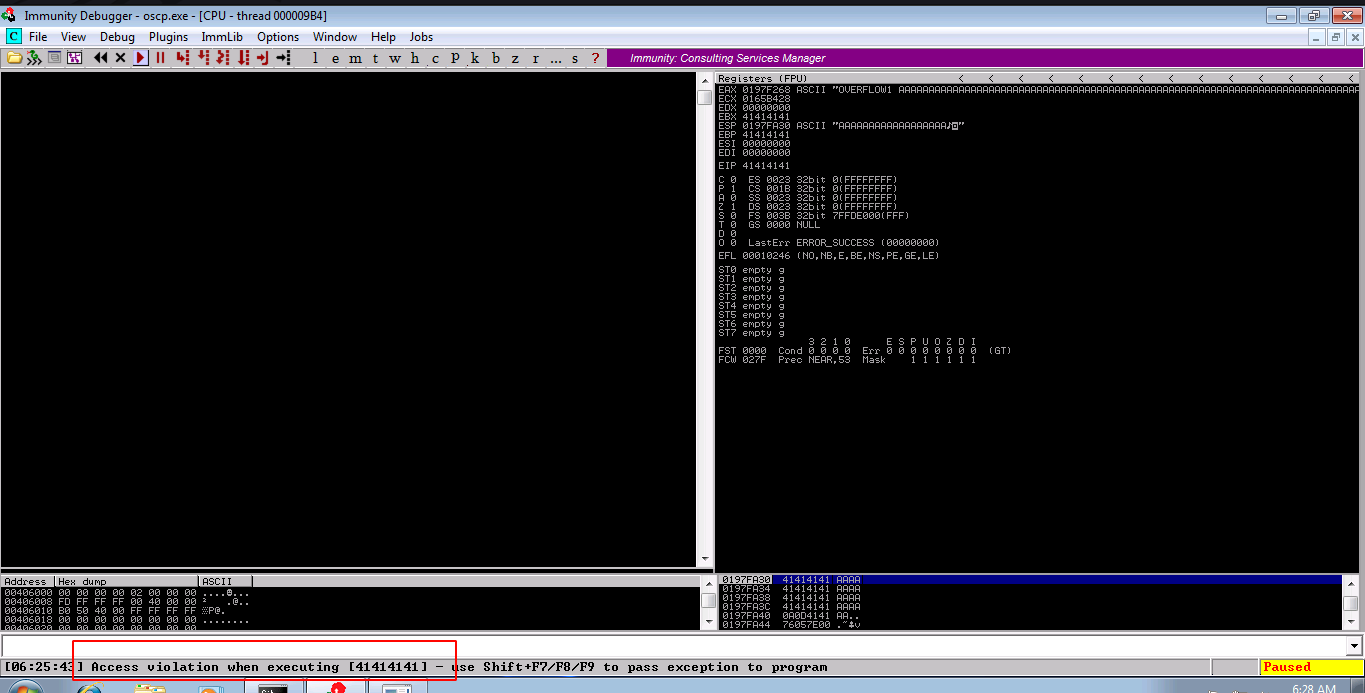 Immunity Debugger - oscp.exe - [CPU - thread 000009B4]
C File View Debug Plugins ImmLib Options Window Help Jobs
l e m t w h c P k b z r ... s ? Immunity: Consulting Services Manager
Registers (FPU) < < < < < < < < < < < < < <
EAX 0197F268 ASCII "OVERFLOW1 AAAAAAAAAAAAAAAAAAAAAAAAAAAAAAAAAAAAAAAAAAAAAAAAAAAAAAAAAAAAAAAAAAAAAAAAAAAAA
ECX 0165B428
EDX 00000000
EBX 41414141
ESP 0197FA30 ASCII "AAAAAAAAAAAAAAAAAA♪◙"
EBP 41414141
ESI 00000000
EDI 00000000
EIP 41414141
C 0 ES 0023 32bit 0(FFFFFFFF)
P 1 CS 001B 32bit 0(FFFFFFFF)
A 0 SS 0023 32bit 0(FFFFFFFF)
Z 1 DS 0023 32bit 0(FFFFFFFF)
S 0 FS 003B 32bit 7FFDE000(FFF)
T 0 GS 0000 NULL
D 0
O 0 LastErr ERROR_SUCCESS (00000000)
EFL 00010246 (NO,NB,E,BE,NS,PE,GE,LE)
ST0 empty g
ST1 empty g
ST2 empty g
ST3 empty g
ST4 empty g
ST5 empty g
ST6 empty g
ST7 empty g
3 2 1 0 E S P U O Z D I
FST 0000 Cond 0 0 0 0 Err 0 0 0 0 0 0 0 0 (GT)
FCW 027F Prec NEAR,53 Mask 1 1 1 1 1 1
Address Hex dump ASCII
00406000 00 00 00 00 02 00 00 00 ....☻...
00406008 FD FF FF FF 00 40 00 00 ² .@..
00406010 B0 50 40 00 FF FF FF FF ░P@.
00406018 00 00 00 00 00 00 00 00 ........
00406020 00 00 00 00 00 00 00 00 ........
0197FA30 41414141 AAAA
0197FA34 41414141 AAAA
0197FA38 41414141 AAAA
0197FA3C 41414141 AAAA
0197FA40 0A0D4141 AA..
0197FA44 76057E00 .~♣v
[06:25:43] Access violation when executing [41414141] - use Shift+F7/F8/F9 to pass exception to program
Paused
6:28 AM